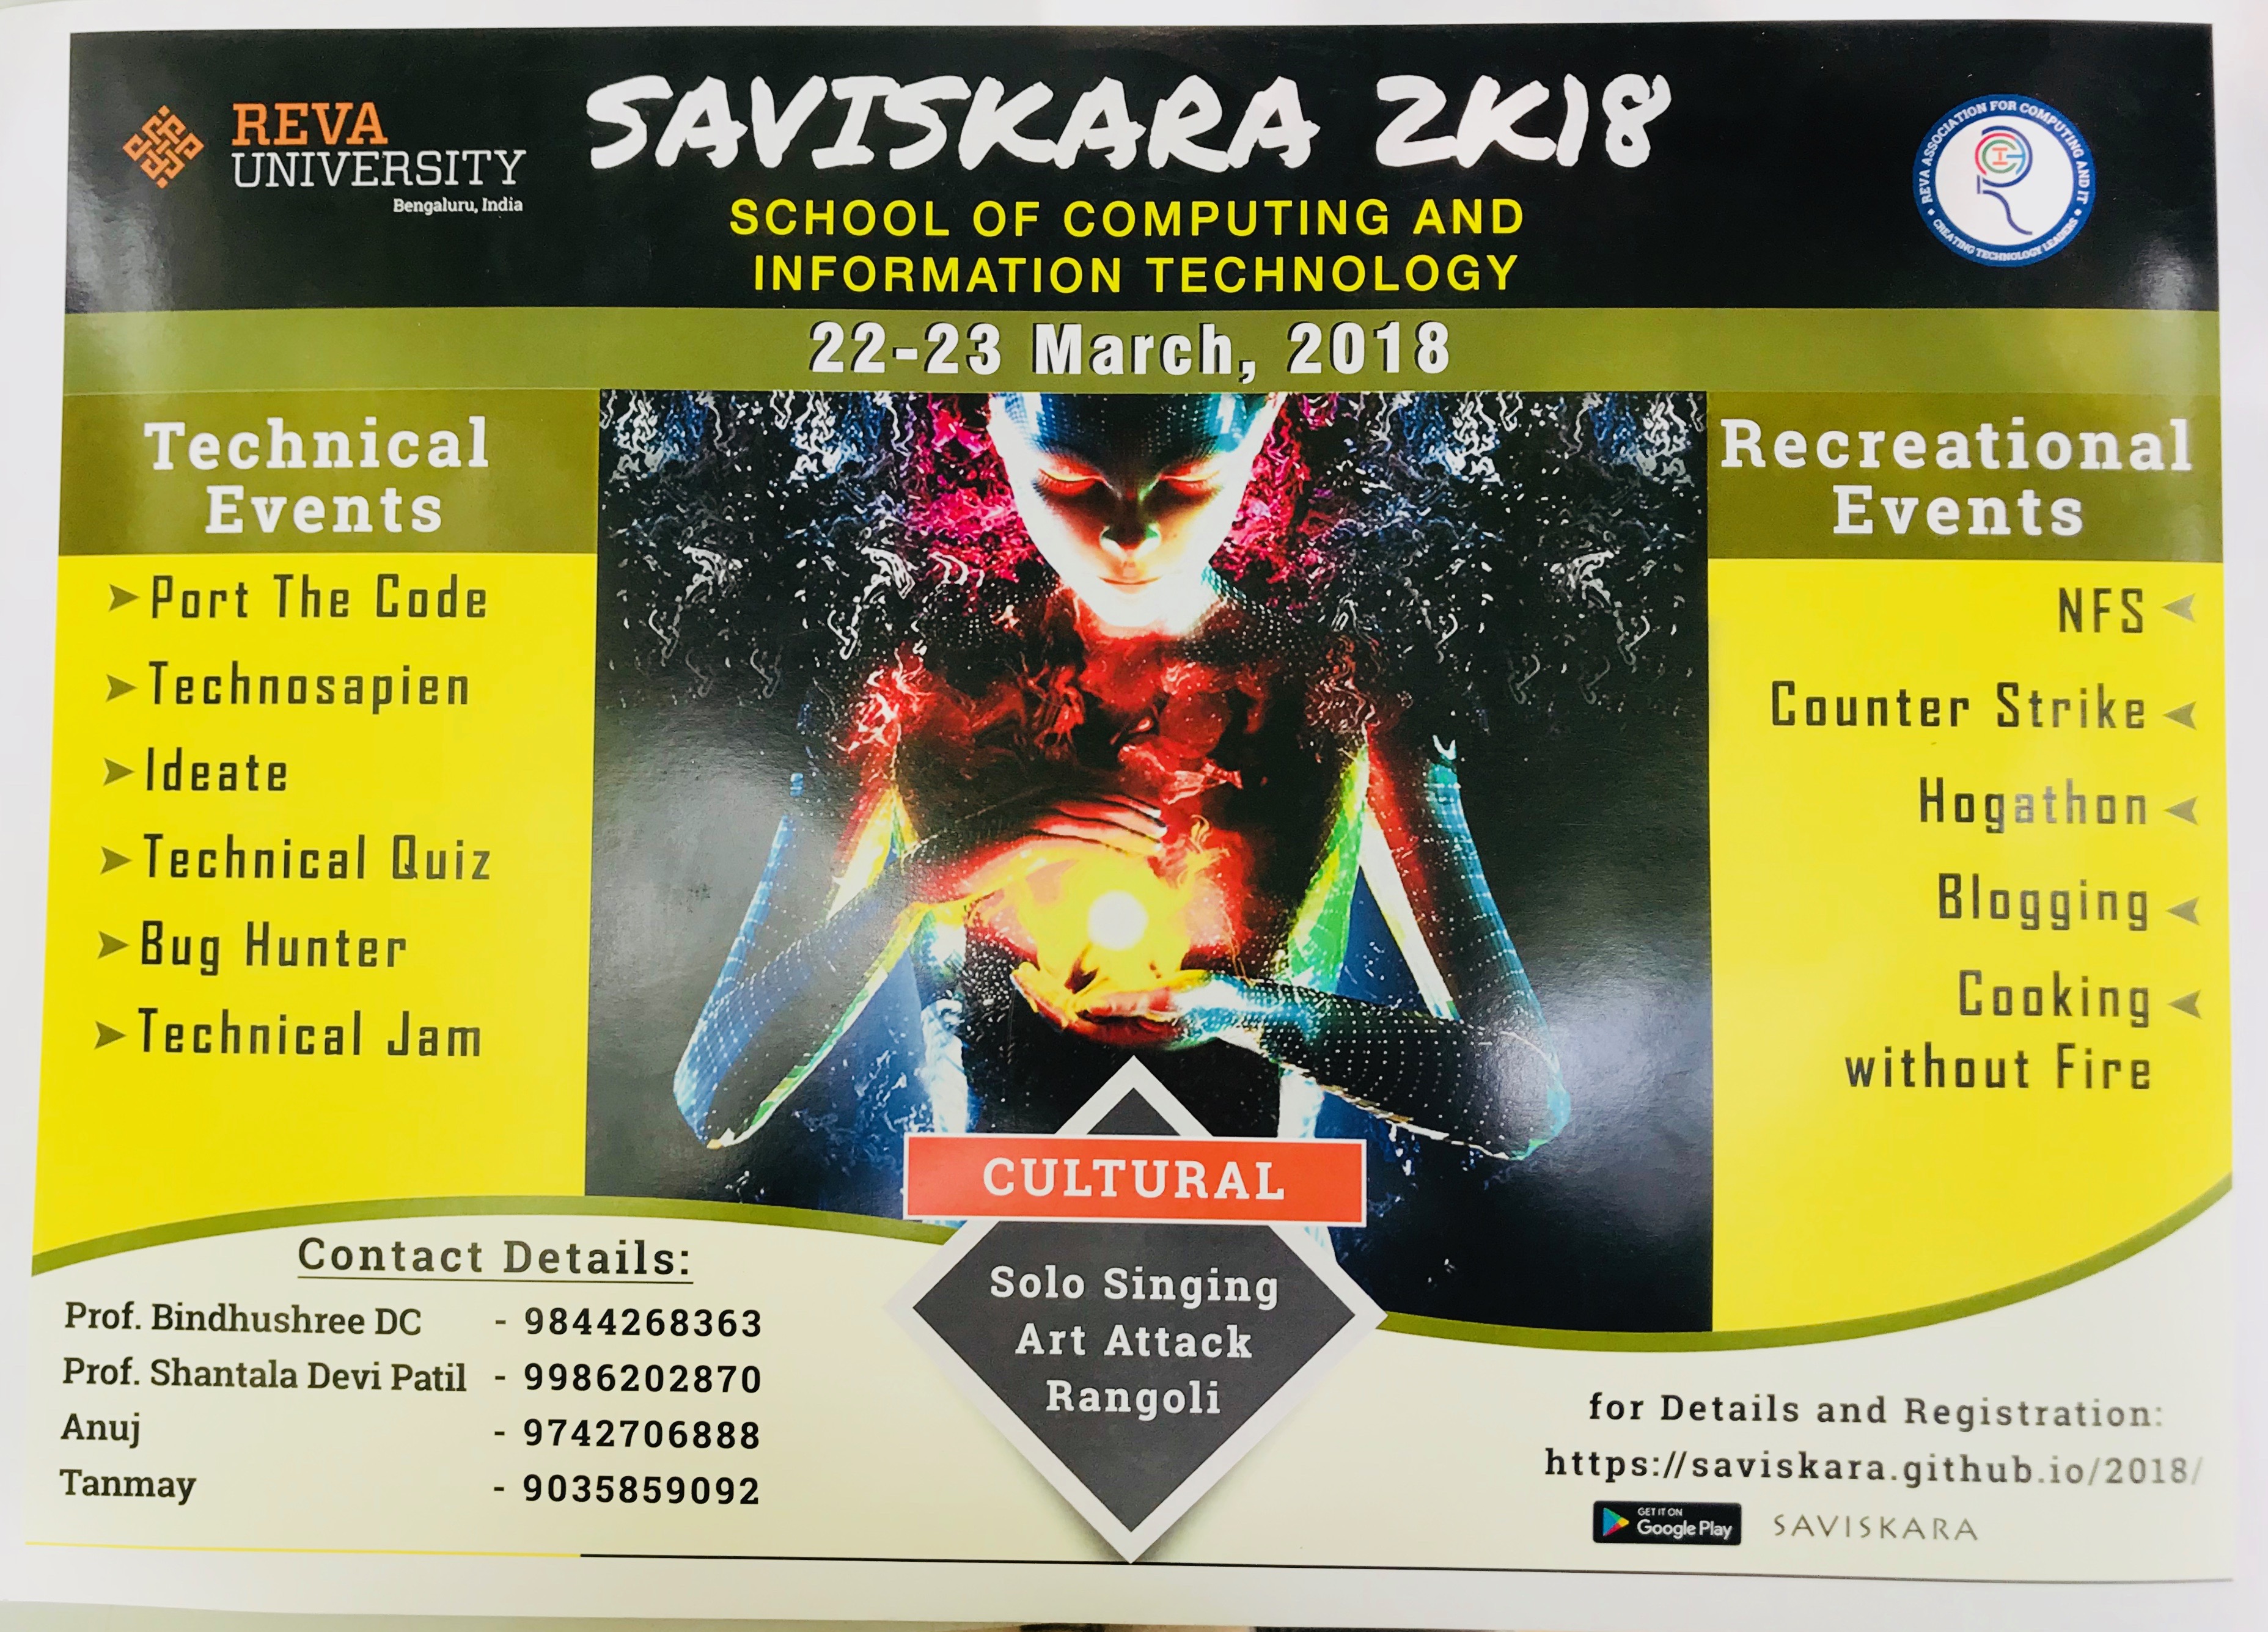 REVA
UNIVERSITY
Bengaluru, India
SAVISKARA 2K18
SCHOOL OF COMPUTING AND
INFORMATION TECHNOLOGY
REVA ASSOCIATION FOR COMPUTING AND IT
CREATING TECHNOLOGY LEADERS
22-23 March, 2018
Technical
Events
Port The Code
Technosapien
Ideate
Technical Quiz
Bug Hunter
Technical Jam
Recreational
Events
NFS
Counter Strike
Hogathon
Blogging
Cooking
without Fire
CULTURAL
Solo Singing
Art Attack
Rangoli
Contact Details:
Prof. Bindhushree DC - 9844268363
Prof. Shantala Devi Patil - 9986202870
Anuj - 9742706888
Tanmay - 9035859092
for Details and Registration:
https://saviskara.github.io/2018/
GET IT ON
Google Play
SAVISKARA